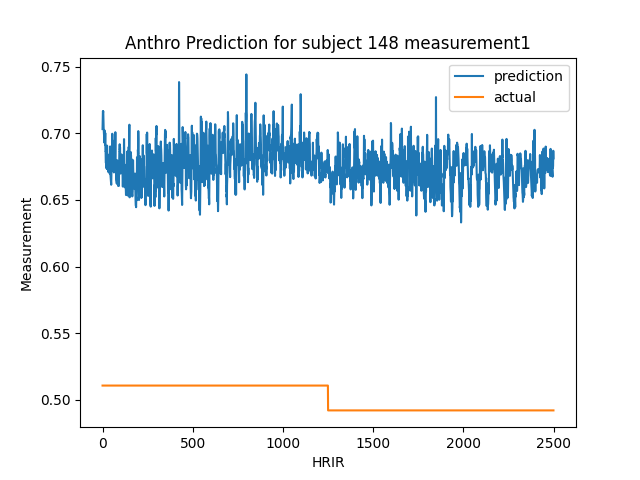 Anthro Prediction for subject 148 measurement1
prediction
actual
Measurement
0.75
0.70
0.65
0.60
0.55
0.50
0
500
1000
1500
2000
2500
HRIR